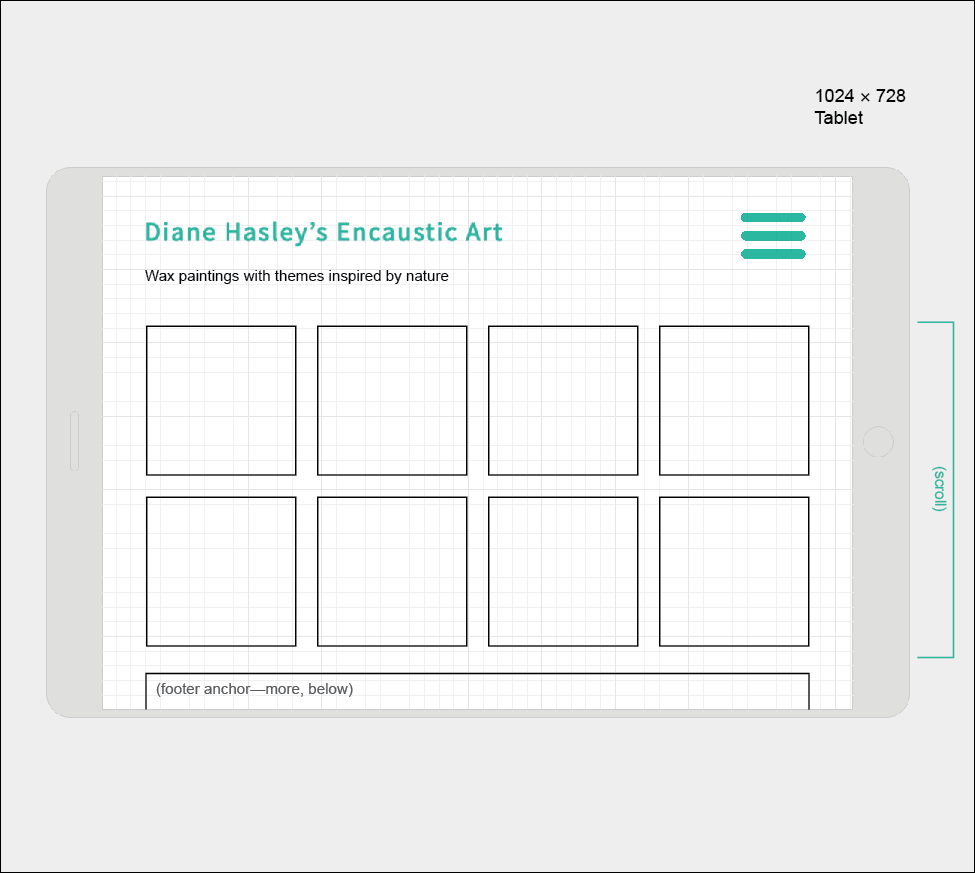 1024 × 728
Tablet
Diane Hasley’s Encaustic Art
Wax paintings with themes inspired by nature
(scroll)
(footer anchor—more, below)